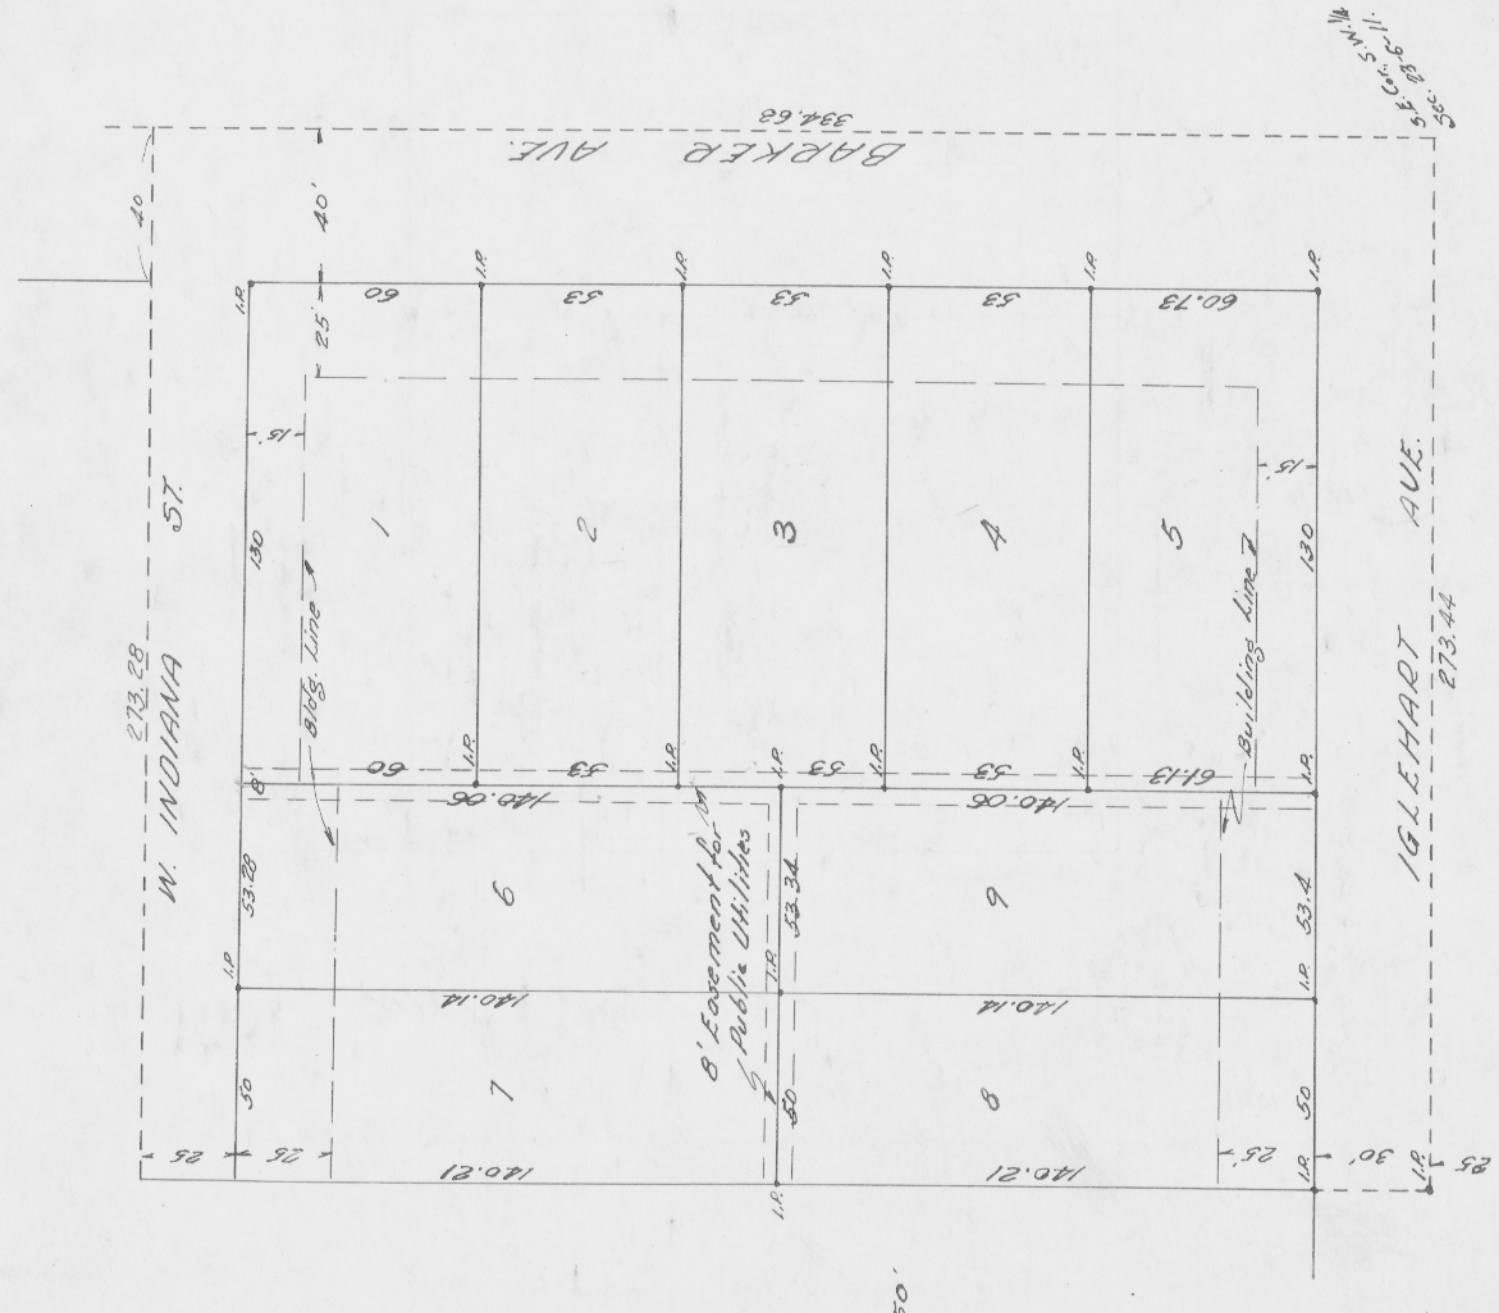 S.E. Cor. S.W. 1/4
Sec. 23-6-11.
334.68
BARKER AVE.
40
40'
25'
I.P.
I.P.
I.P.
I.P.
I.P.
I.P.
60
53
53
53
60.73
15'
15'
273.28
W. INDIANA ST.
130
Bldg. Line
1
2
3
4
5
Building Line
130
IGLEHART AVE.
273.44
8'
60
I.P.
53
I.P.
I.P.
53
I.P.
53
I.P.
61.13
I.P.
140.06
140.06
8' Easement for
Public Utilities
53.28
6
53.34
9
53.4
I.P.
140.14
I.P.
140.14
I.P.
50
7
50
8
50
25
25
140.21
I.P.
140.21
25'
I.P.
30'
I.P.
25
50'